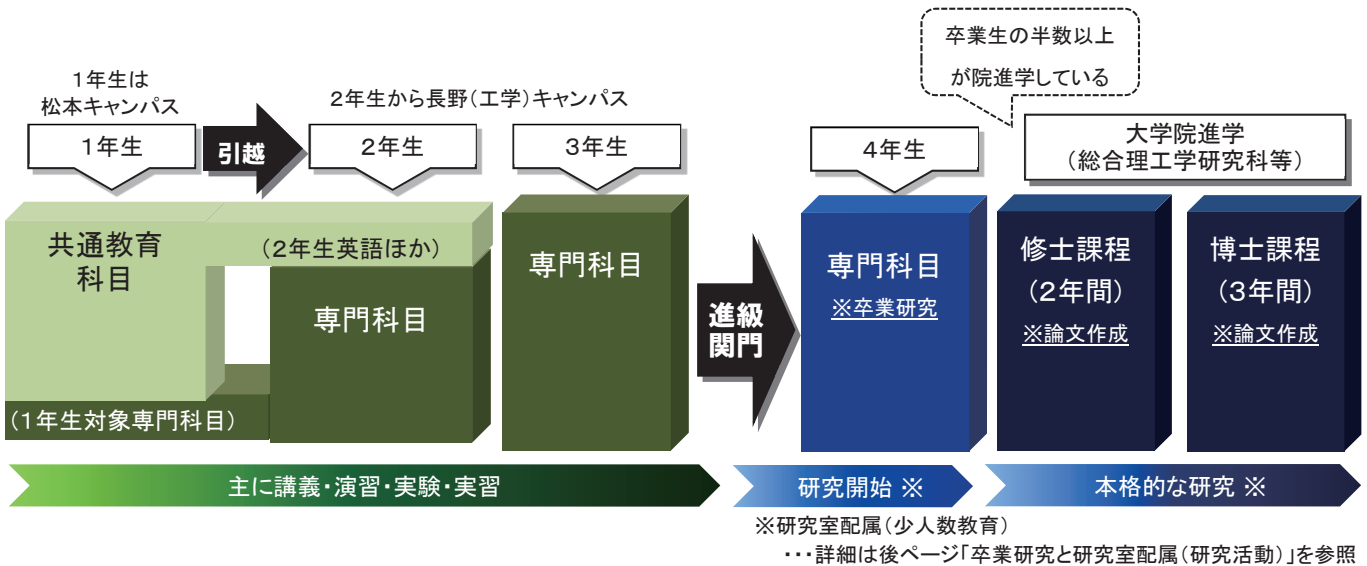 卒業生の半数以上
が院進学している
1年生は
松本キャンパス
2年生から長野(工学)キャンパス
1年生
引越
2年生
3年生
4年生
大学院進学
(総合理工学研究科等)
共通教育
科目
(1年生対象専門科目)
(2年生英語ほか)
専門科目
専門科目
進級
関門
専門科目
※卒業研究
修士課程
(2年間)
※論文作成
博士課程
(3年間)
※論文作成
主に講義・演習・実験・実習
研究開始 ※
本格的な研究 ※
※研究室配属(少人数教育)
・・・詳細は後ページ「卒業研究と研究室配属(研究活動)」を参照